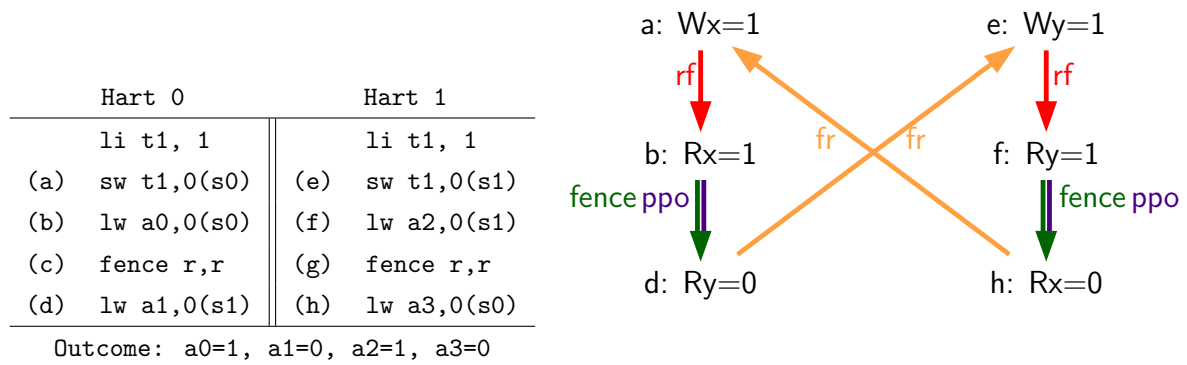 Hart 0 Hart 1
li t1, 1 li t1, 1
(a) sw t1,0(s0) (e) sw t1,0(s1)
(b) lw a0,0(s0) (f) lw a2,0(s1)
(c) fence r,r (g) fence r,r
(d) lw a1,0(s1) (h) lw a3,0(s0)
Outcome: a0=1, a1=0, a2=1, a3=0
a: Wx=1 e: Wy=1
rf rf
fr fr
b: Rx=1 f: Ry=1
fence ppo fence ppo
d: Ry=0 h: Rx=0